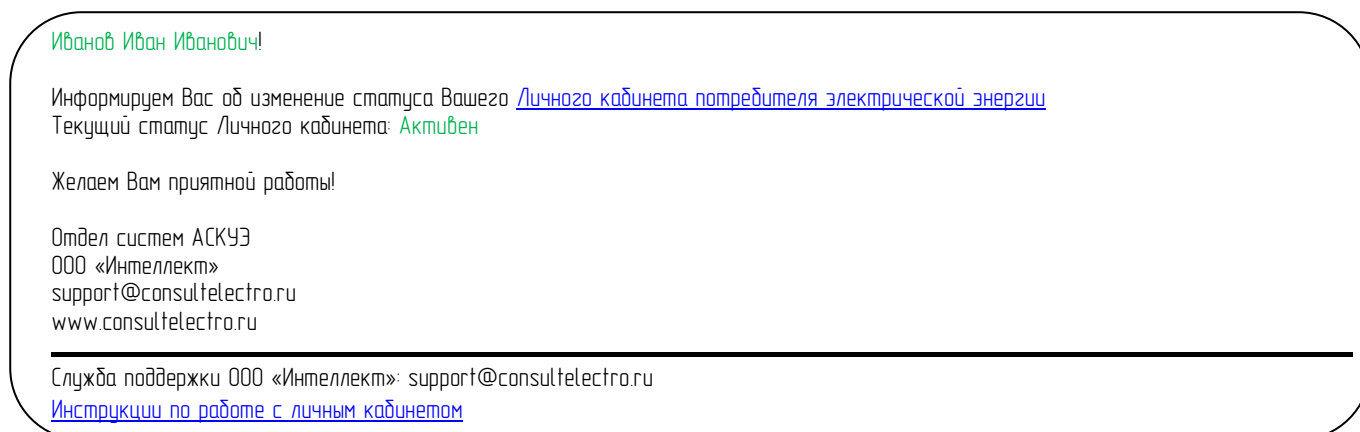 Иванов Иван Иванович!
Информируем Вас об изменение статуса Вашего Личного кабинета потребителя электрической энергии
Текущий статус Личного кабинета: Активен
Желаем Вам приятной работы!
Отдел систем АСКУЭ
ООО «Интеллект»
support@consultelectro.ru
www.consultelectro.ru
Служба поддержки ООО «Интеллект»: support@consultelectro.ru
Инструкции по работе с личным кабинетом